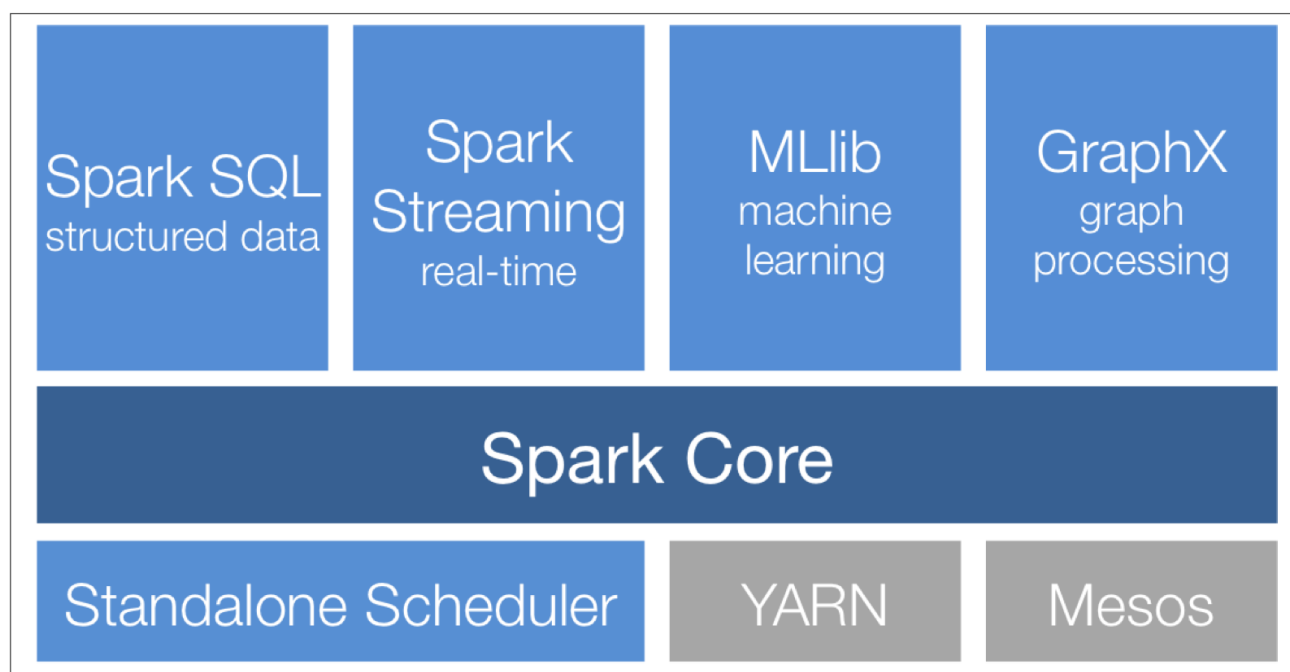 Spark SQL
structured data
Spark
Streaming
real-time
MLlib
machine
learning
GraphX
graph
processing
Spark Core
Standalone Scheduler
YARN
Mesos